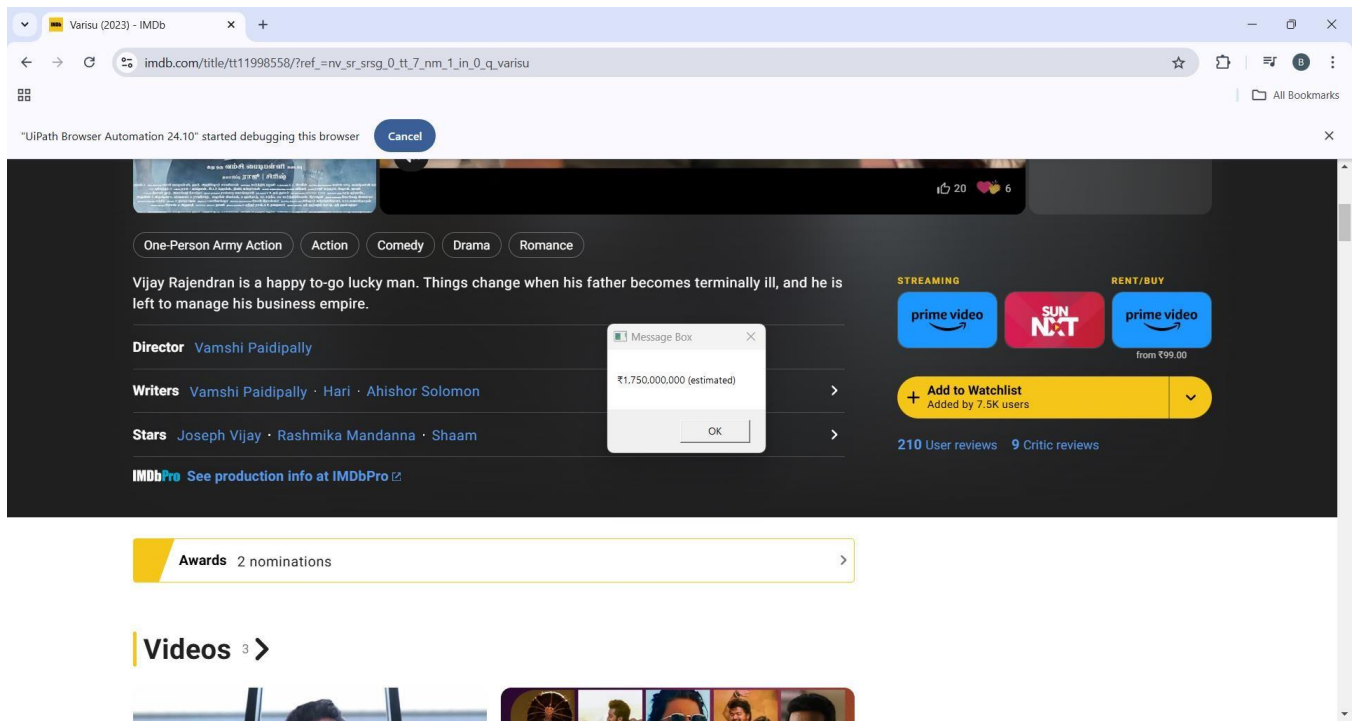 Varisu (2023) - IMDb
imdb.com/title/tt11998558/?ref_=nv_sr_srsg_0_tt_7_nm_1_in_0_q_varisu
B
All Bookmarks
"UiPath Browser Automation 24.10" started debugging this browser Cancel
20 6
One-Person Army Action Action Comedy Drama Romance
Vijay Rajendran is a happy to-go lucky man. Things change when his father becomes terminally ill, and he is
left to manage his business empire.
STREAMING RENT/BUY
prime video SUN NXT prime video
from ₹99.00
Director Vamshi Paidipally
Message Box
₹1,750,000,000 (estimated)
OK
Writers Vamshi Paidipally · Hari · Ahishor Solomon
Add to Watchlist
Added by 7.5K users
Stars Joseph Vijay · Rashmika Mandanna · Shaam
210 User reviews 9 Critic reviews
IMDbPro See production info at IMDbPro
Awards 2 nominations
Videos 3